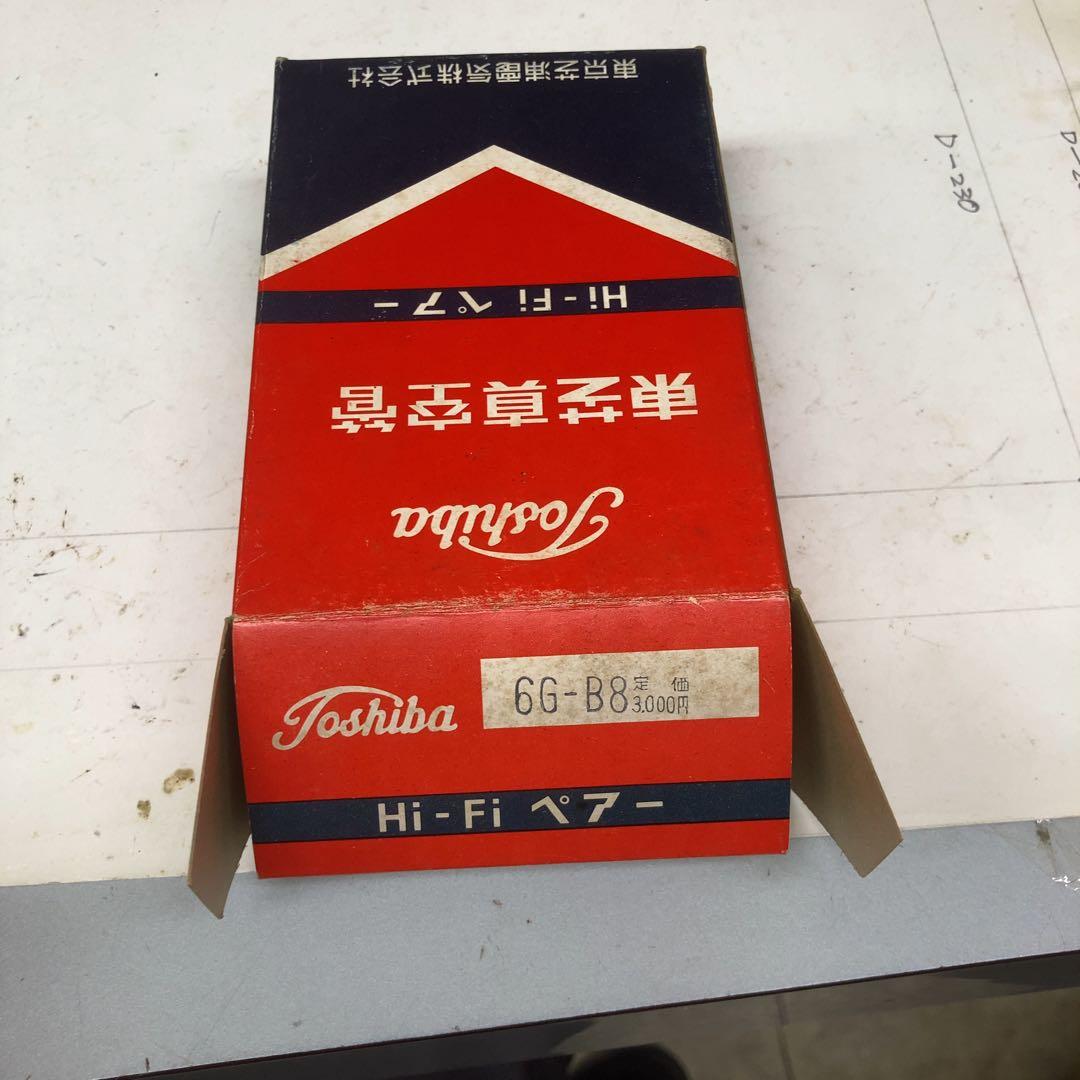 東京芝浦電気株式会社
Hi-Fi ペアー
東芝真空管
Toshiba
Toshiba
6G-B8 定価 3.000円
Hi-Fi ペアー
D-230